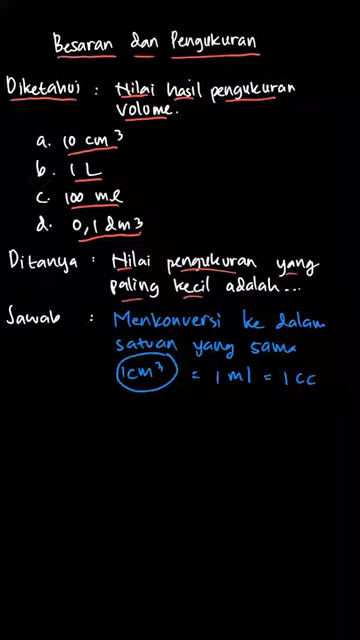 Besaran dan Pengukuran
Diketahui : Nilai hasil pengukuran
volume.
a. 10 cm³
b. 1 L
c. 100 ml
d. 0,1 dm³
Ditanya : Nilai pengukuran yang
paling kecil adalah...
Jawab : Menkonversi ke dalam
satuan yang sama
1cm³ = 1 ml = 1 cc